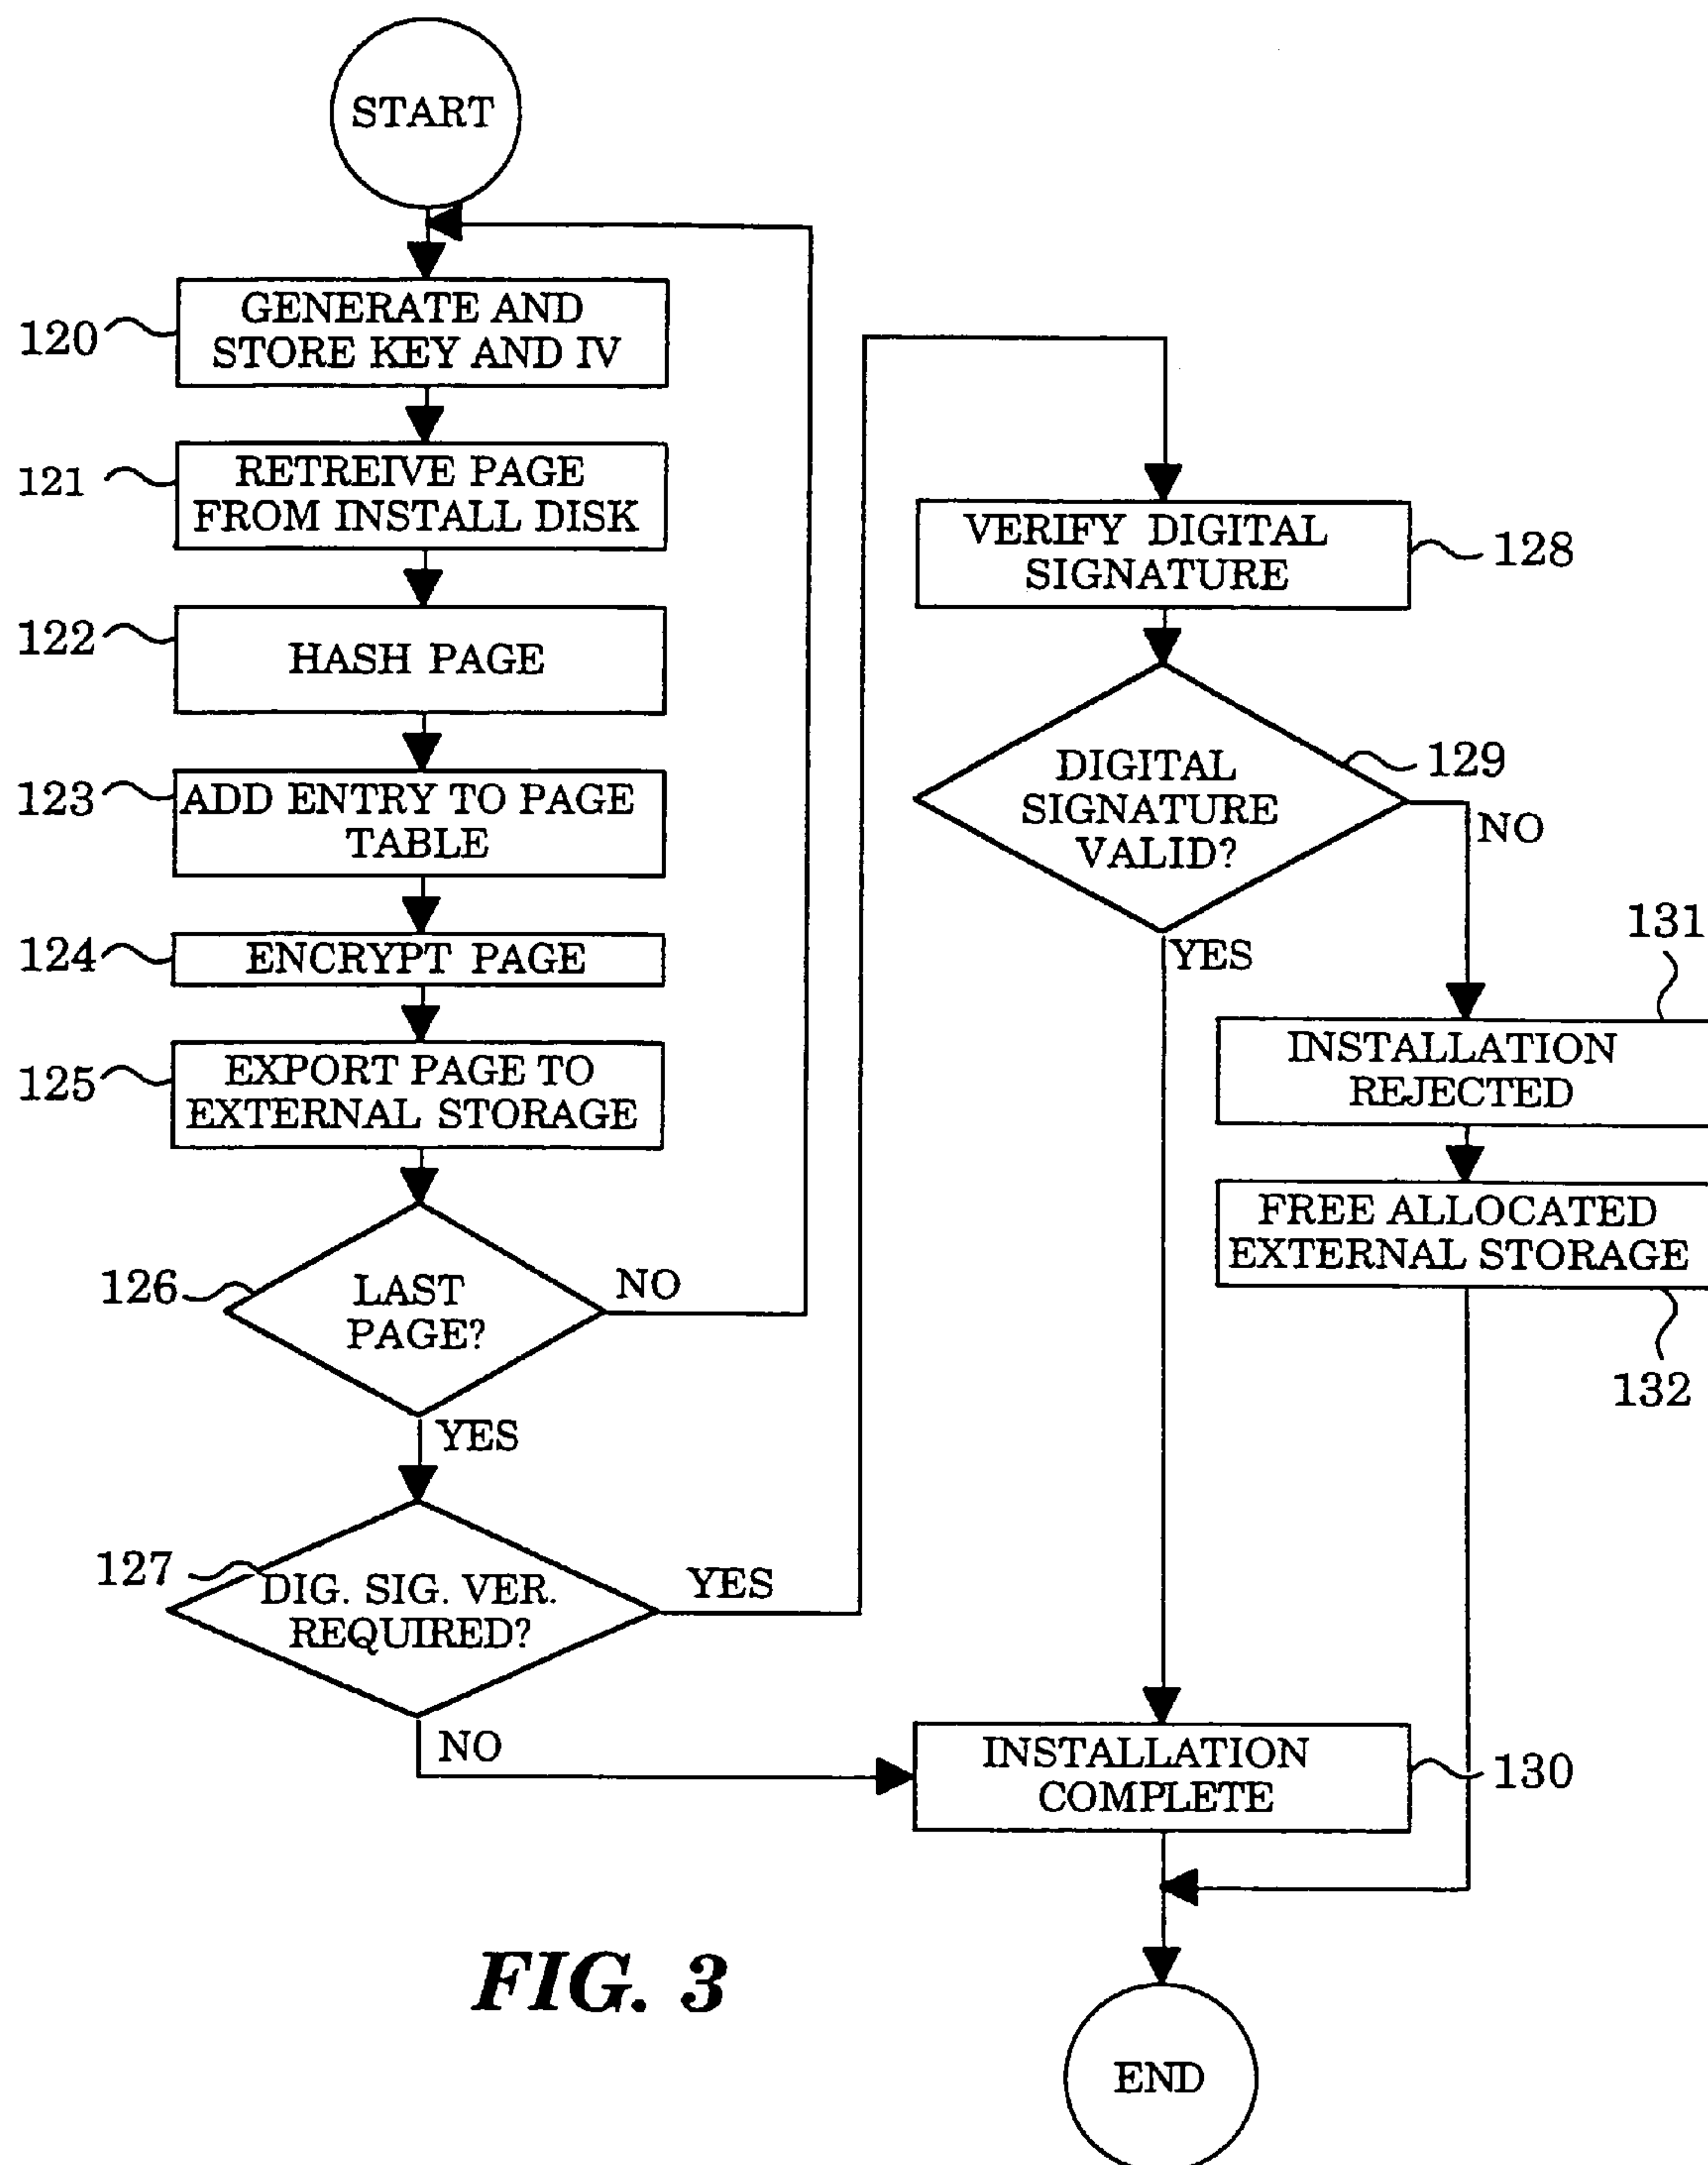 START
120
GENERATE AND
STORE KEY AND IV
121
RETREIVE PAGE
FROM INSTALL DISK
122
HASH PAGE
123
ADD ENTRY TO PAGE
TABLE
124
ENCRYPT PAGE
125
EXPORT PAGE TO
EXTERNAL STORAGE
126
LAST
PAGE?
NO
YES
127
DIG. SIG. VER.
REQUIRED?
YES
NO
VERIFY DIGITAL
SIGNATURE
128
DIGITAL
SIGNATURE
VALID?
129
NO
YES
131
INSTALLATION
REJECTED
FREE ALLOCATED
EXTERNAL STORAGE
132
INSTALLATION
COMPLETE
130
END
FIG. 3